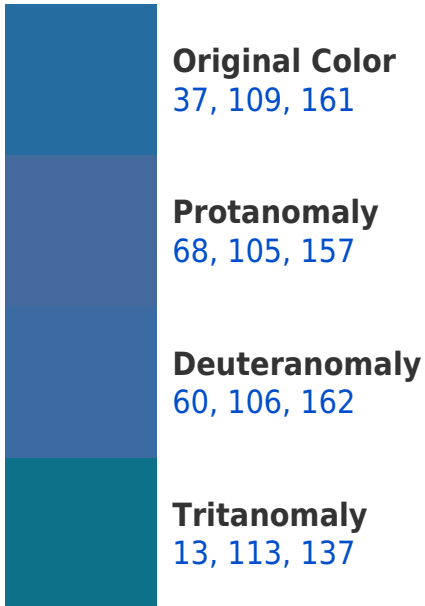 Original Color
37, 109, 161
Protanomaly
68, 105, 157
Deuteranomaly
60, 106, 162
Tritanomaly
13, 113, 137